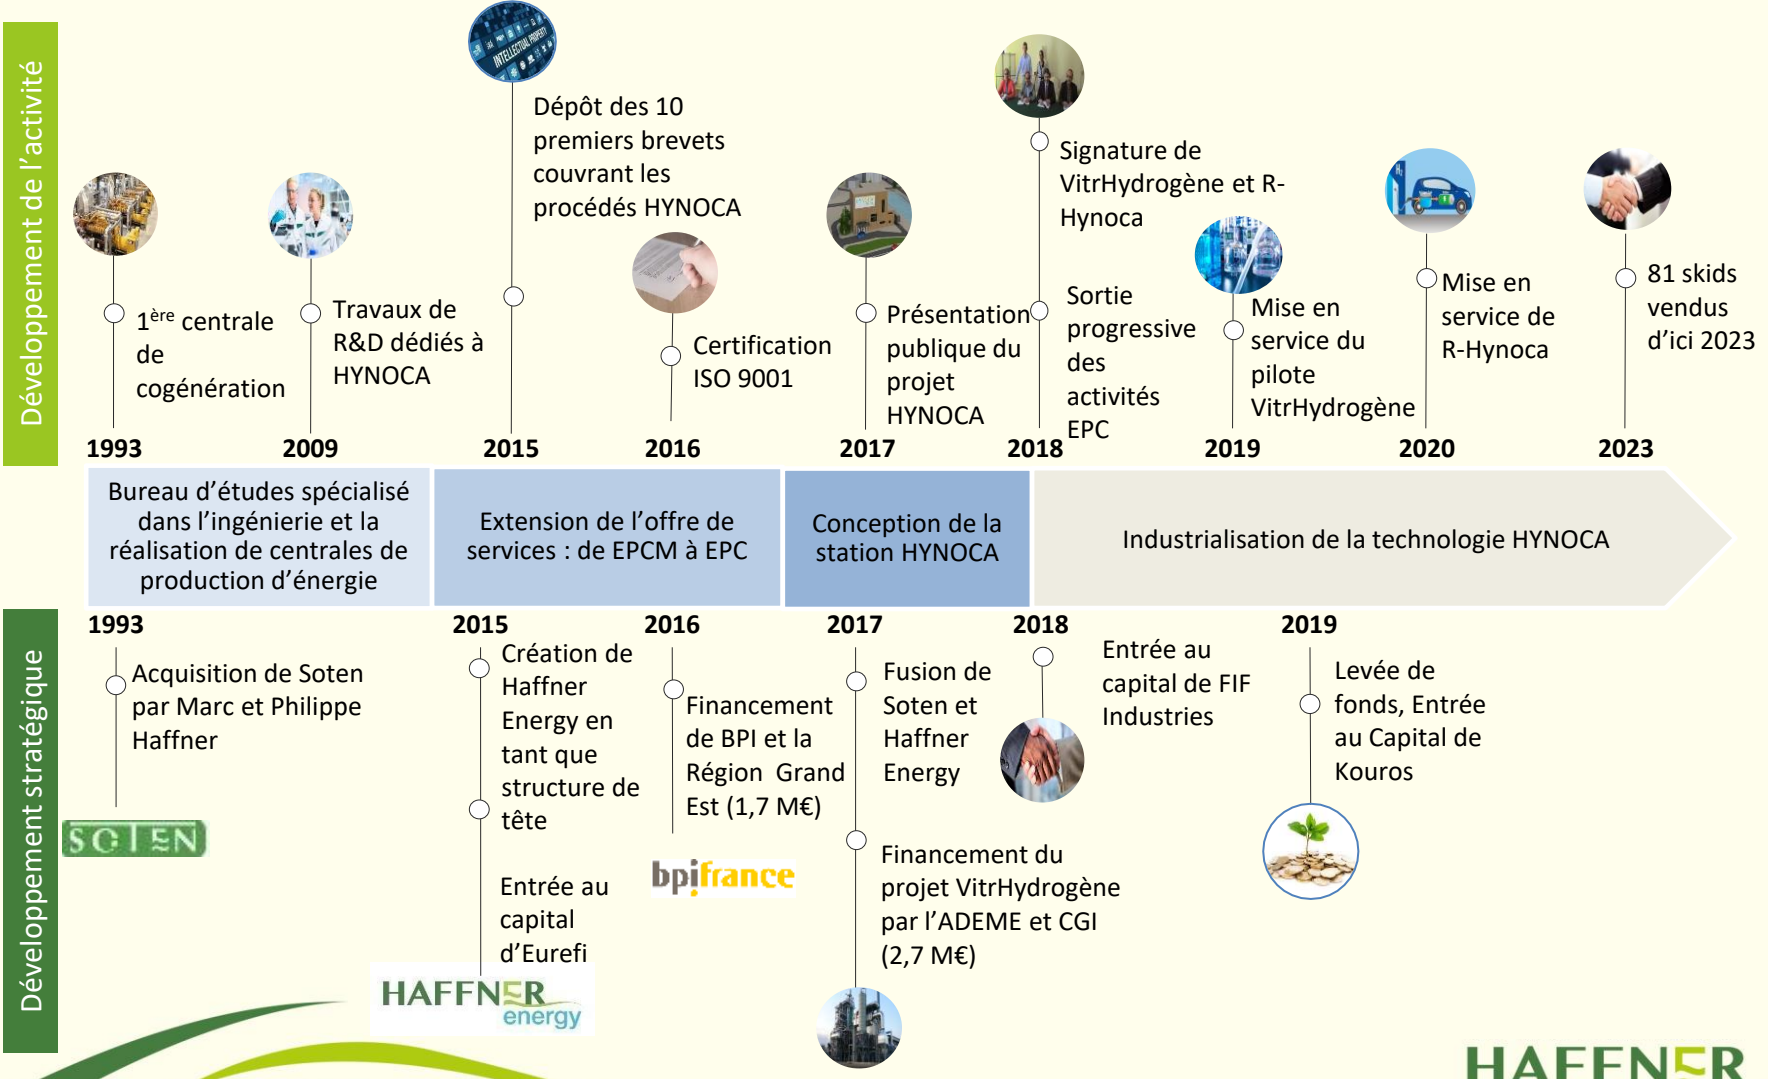 Développement de l'activité
INTELLECTUAL PROPERTY
1ère centrale
de
cogénération
1993
Travaux de
R&D dédiés à
HYNOCA
2009
Dépôt des 10
premiers brevets
couvrant les
procédés HYNOCA
2015
Certification
ISO 9001
2016
Présentation
publique du
projet
HYNOCA
2017
Signature de
VitrHydrogène et R-
Hynoca
Sortie
progressive
des
activités
EPC
2018
Mise en
service du
pilote
VitrHydrogène
2019
Mise en
service de
R-Hynoca
2020
81 skids
vendus
d'ici 2023
2023
Bureau d'études spécialisé
dans l'ingénierie et la
réalisation de centrales de
production d'énergie
Extension de l'offre de
services : de EPCM à EPC
Conception de la
station HYNOCA
Industrialisation de la technologie HYNOCA
Développement stratégique
1993
Acquisition de Soten
par Marc et Philippe
Haffner
SOTEN
2015
Création de
Haffner
Energy en
tant que
structure de
tête
Entrée au
capital
d'Eurefi
HAFFNER
energy
2016
Financement
de BPI et la
Région Grand
Est (1,7 M€)
bpifrance
2017
Fusion de
Soten et
Haffner
Energy
Financement du
projet VitrHydrogène
par l'ADEME et CGI
(2,7 M€)
2018
Entrée au
capital de FIF
Industries
2019
Levée de
fonds, Entrée
au Capital de
Kouros
HAFFNER